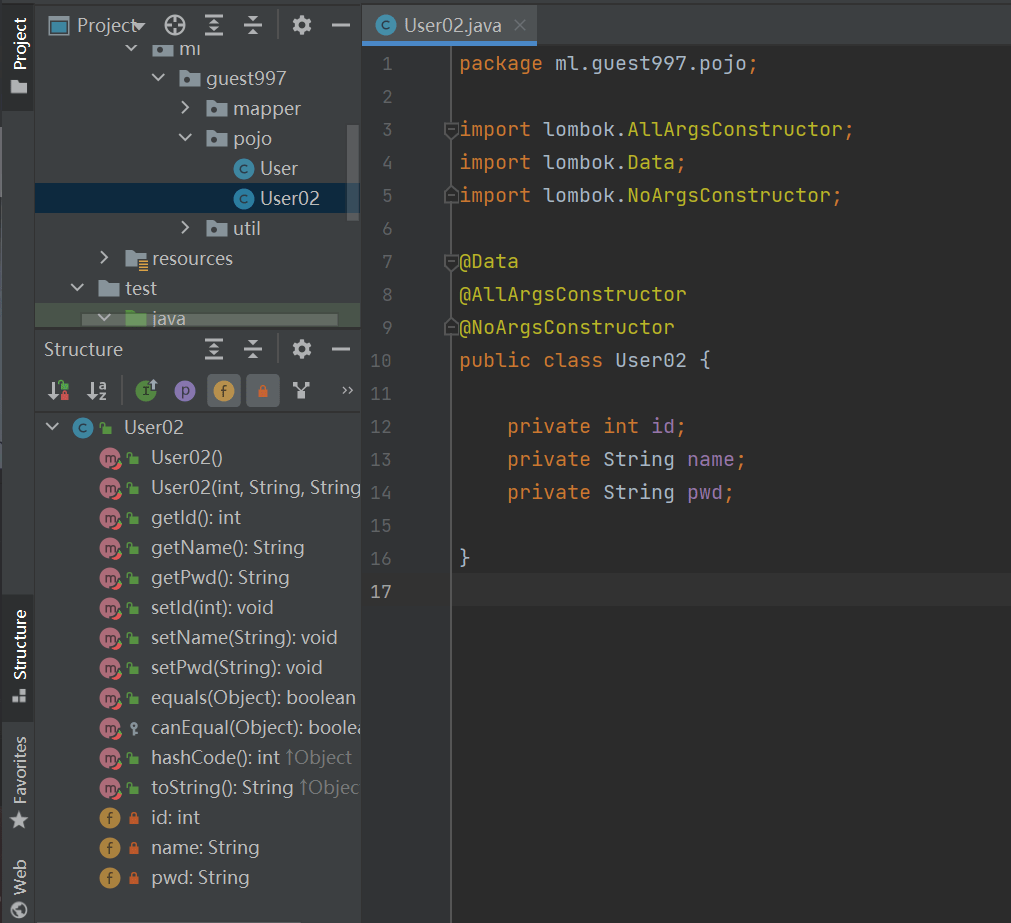 Project
Project
ml
guest997
mapper
pojo
User
User02
util
resources
test
java
Structure
User02
User02()
User02(int, String, String
getId(): int
getName(): String
getPwd(): String
setId(int): void
setName(String): void
setPwd(String): void
equals(Object): boolean
canEqual(Object): boolea
hashCode(): int ↑Object
toString(): String ↑Objec
id: int
name: String
pwd: String
Structure
Favorites
Web
User02.java
1 package ml.guest997.pojo;
2
3 import lombok.AllArgsConstructor;
4 import lombok.Data;
5 import lombok.NoArgsConstructor;
6
7 @Data
8 @AllArgsConstructor
9 @NoArgsConstructor
10 public class User02 {
11
12 private int id;
13 private String name;
14 private String pwd;
15
16 }
17